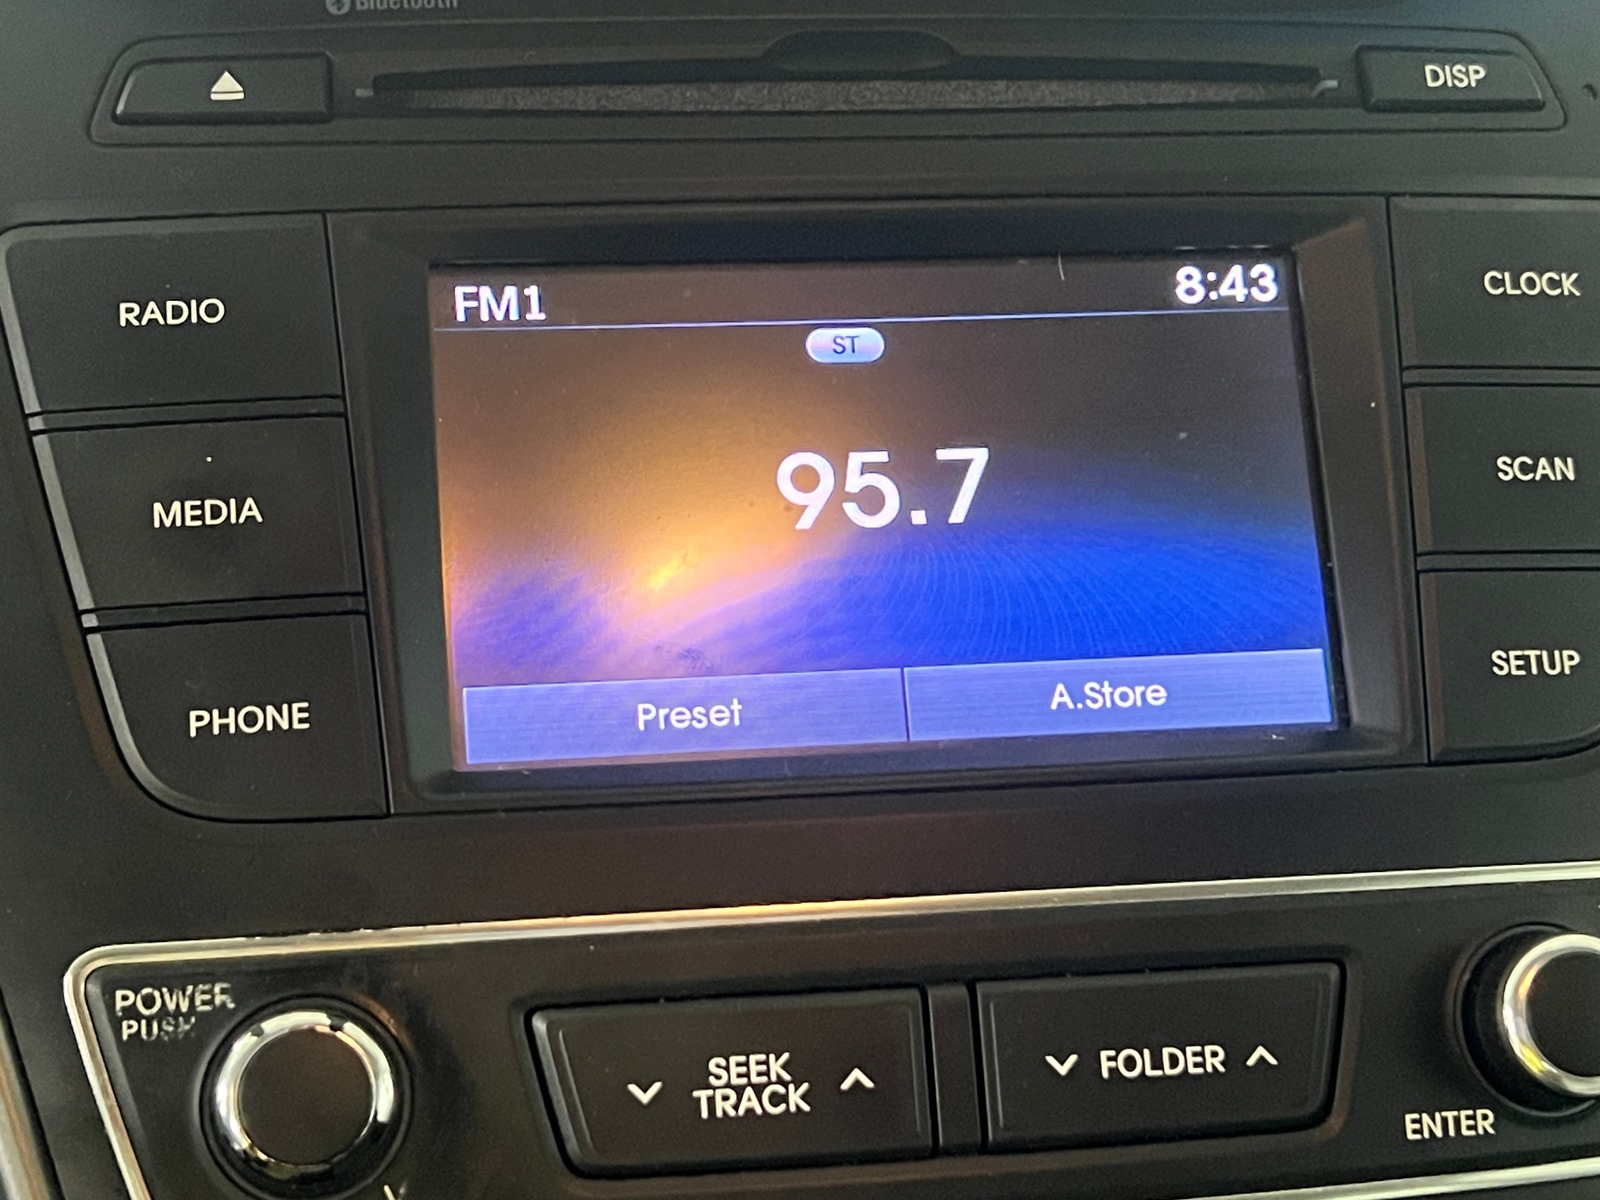 Bluetooth
DISP
RADIO
MEDIA
PHONE
FM1
8:43
ST
95.7
Preset
A.Store
CLOCK
SCAN
SETUP
POWER
PUSH
SEEK
TRACK
FOLDER
ENTER